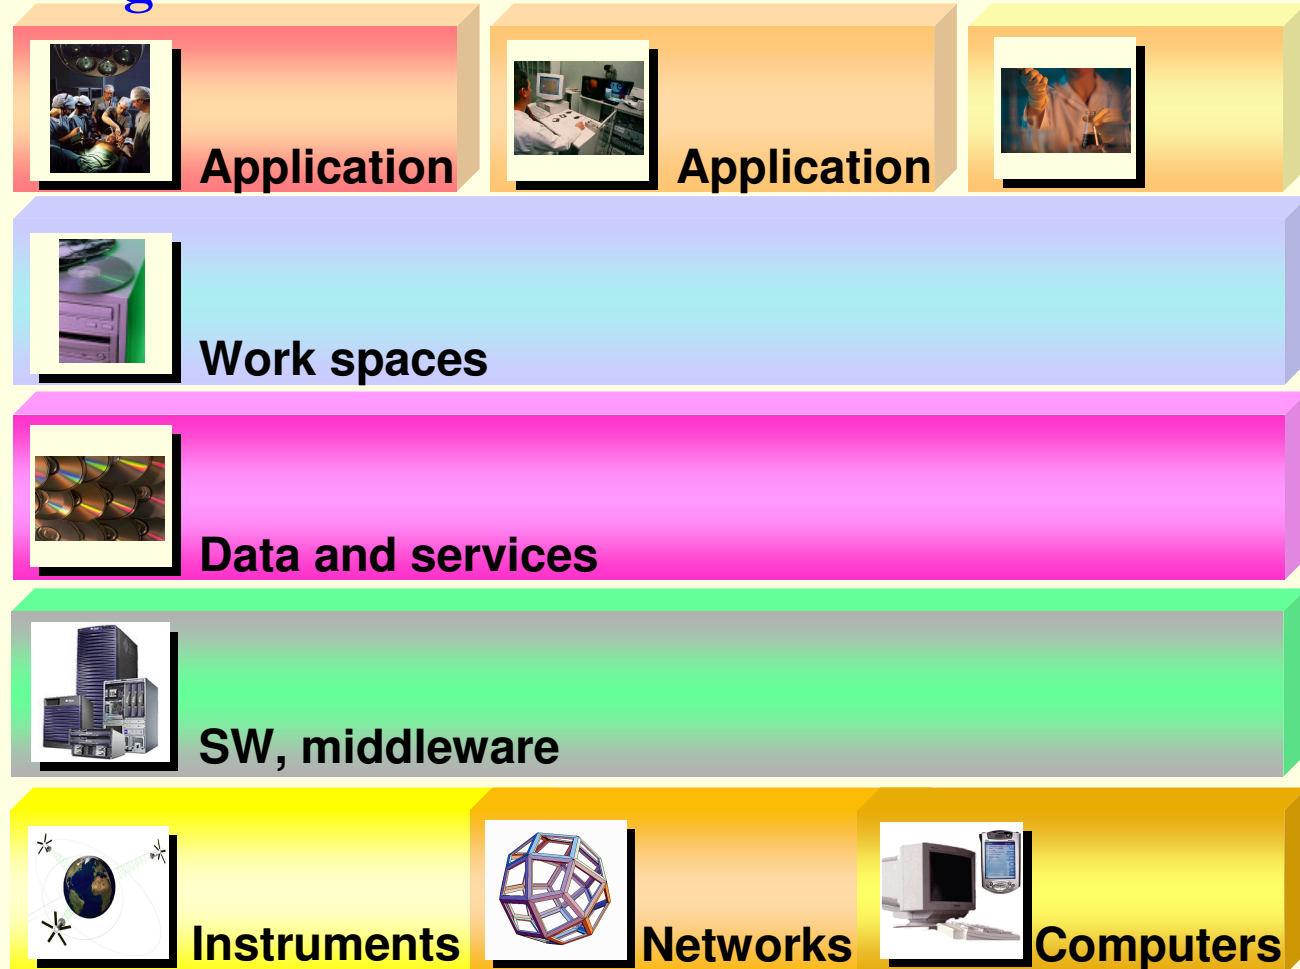 g
Application
Application
Work spaces
Data and services
SW, middleware
Instruments
Networks
Computers